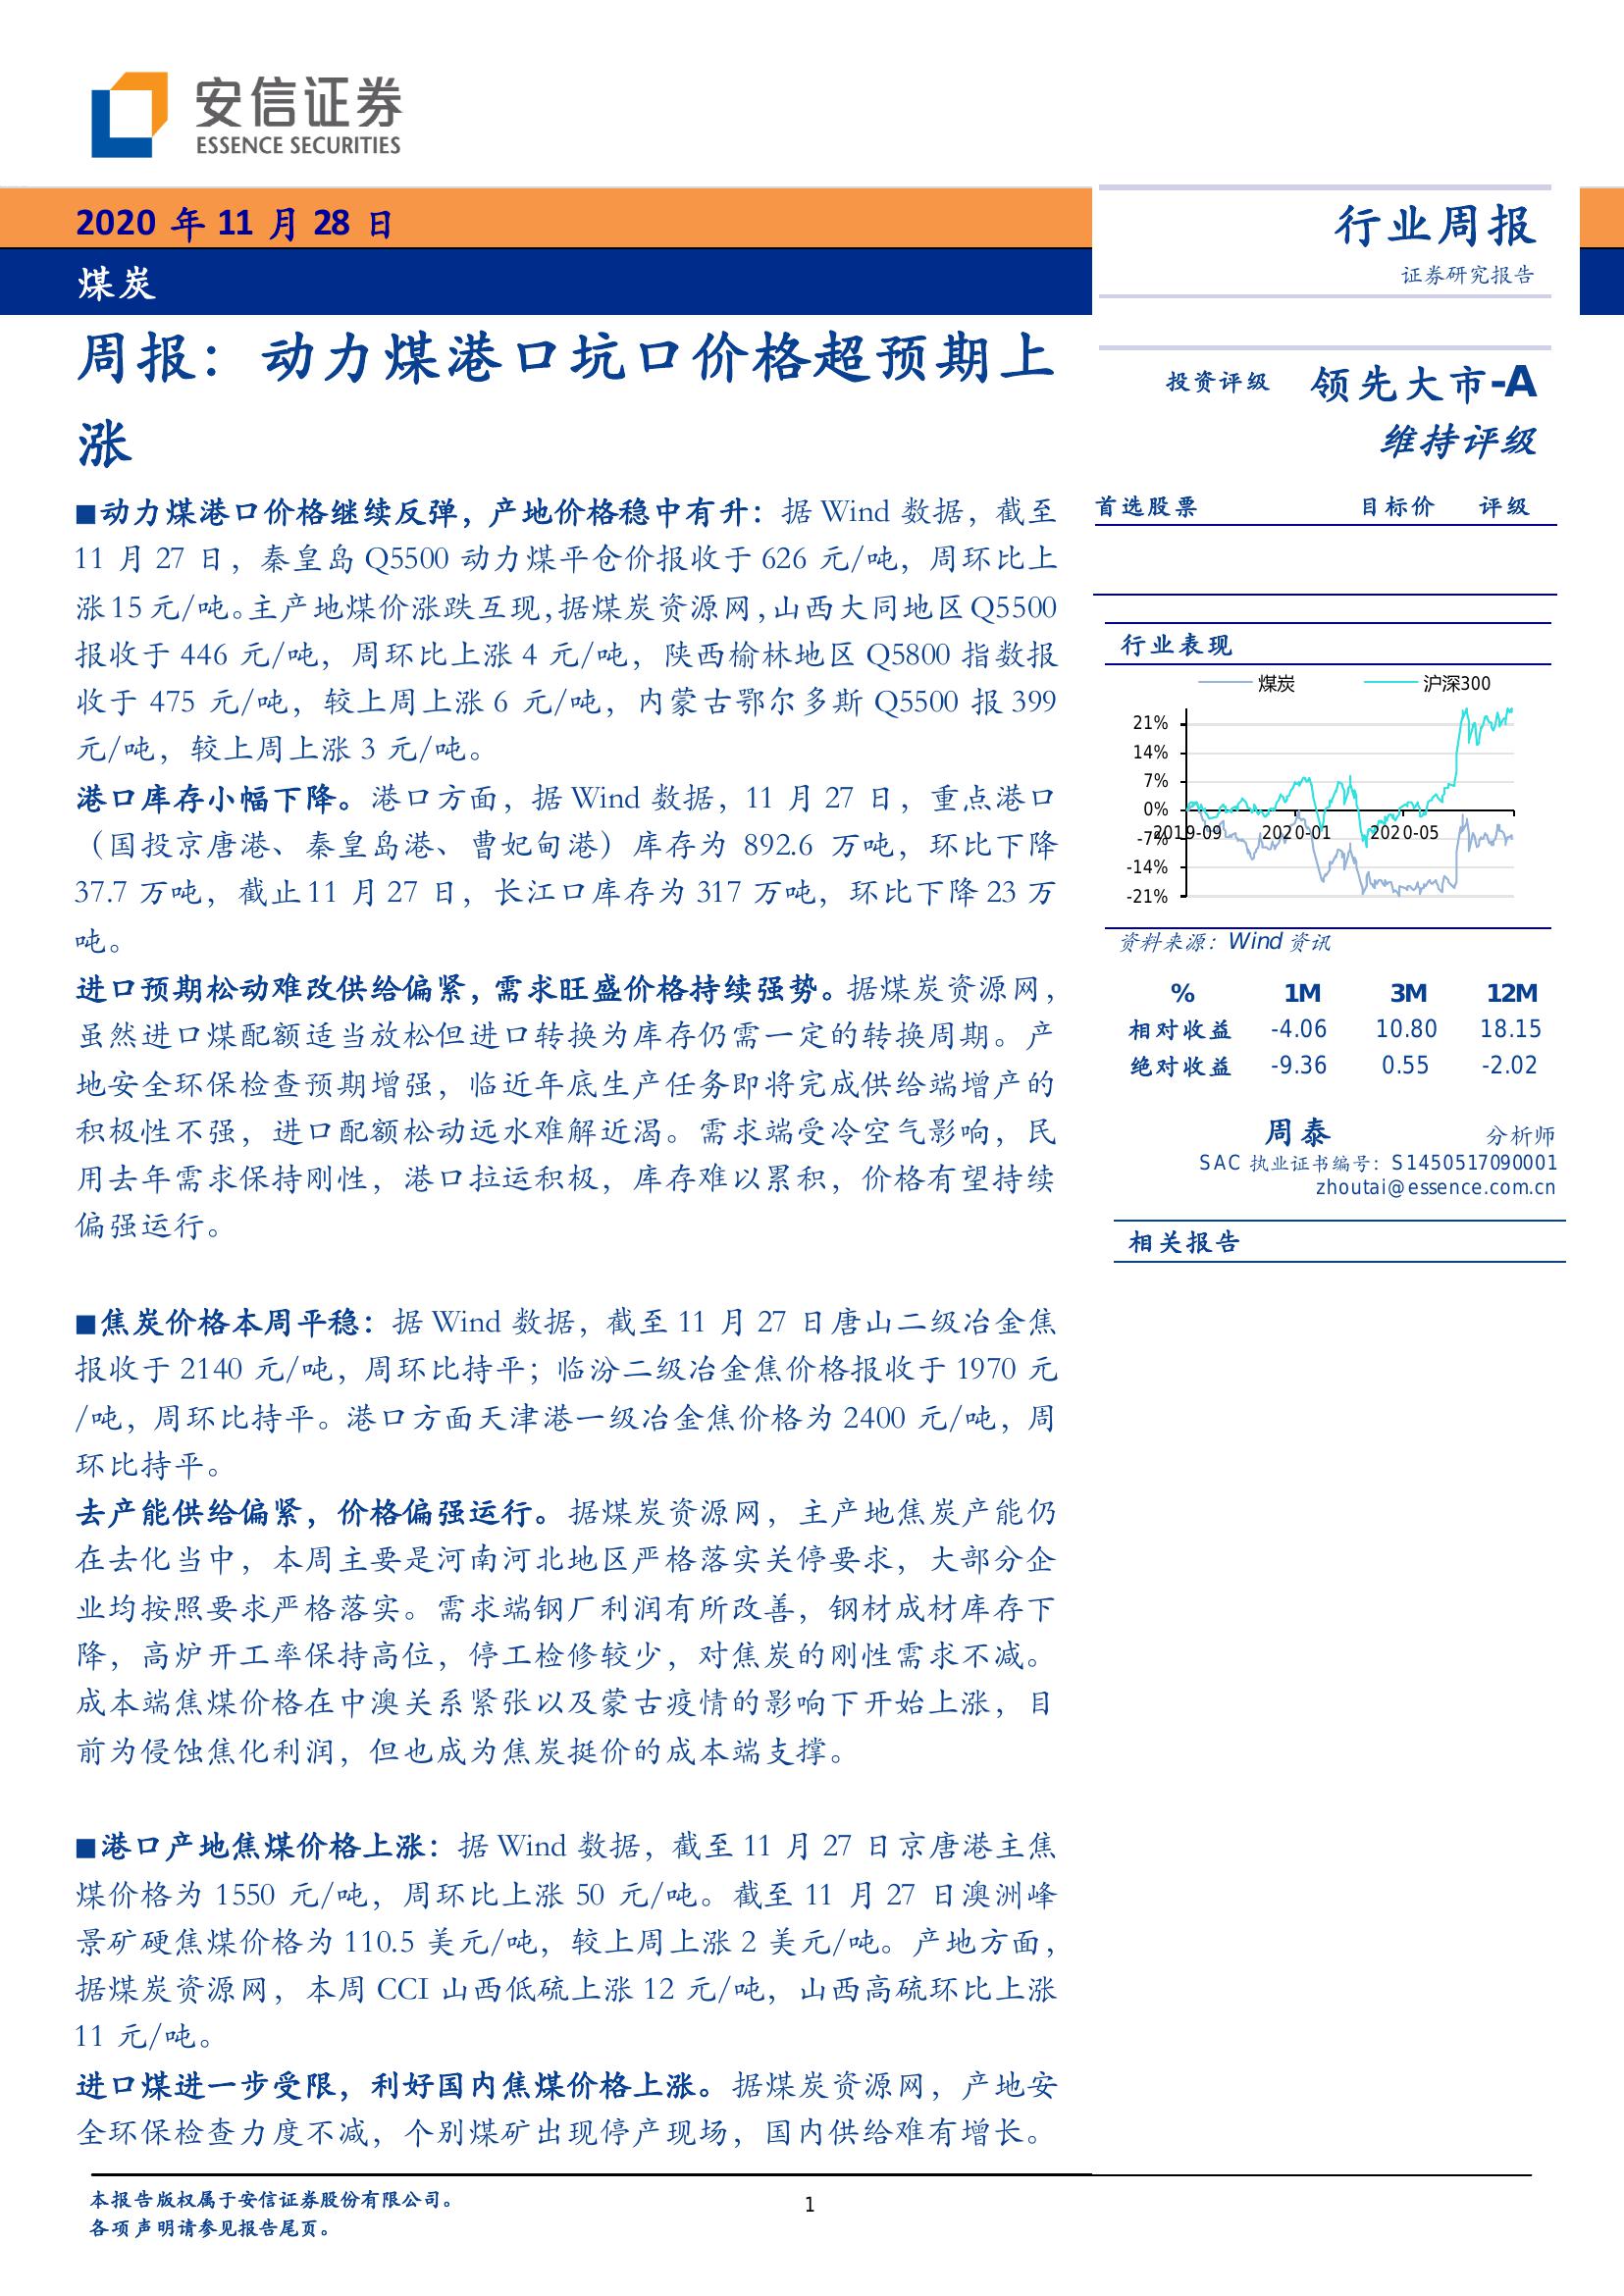 安信证券
ESSENCE SECURITIES
2020 年 11 月 28 日
煤炭
行业周报
证券研究报告
周报：动力煤港口坑口价格超预期上
涨
■动力煤港口价格继续反弹，产地价格稳中有升：据 Wind 数据，截至
11 月 27 日，秦皇岛 Q5500 动力煤平仓价报收于 626 元/吨，周环比上
涨 15 元/吨。主产地煤价涨跌互现，据煤炭资源网，山西大同地区 Q5500
报收于 446 元/吨，周环比上涨 4 元/吨，陕西榆林地区 Q5800 指数报
收于 475 元/吨，较上周上涨 6 元/吨，内蒙古鄂尔多斯 Q5500 报 399
元/吨，较上周上涨 3 元/吨。
港口库存小幅下降。港口方面，据 Wind 数据，11 月 27 日，重点港口
（国投京唐港、秦皇岛港、曹妃甸港）库存为 892.6 万吨，环比下降
37.7 万吨，截止 11 月 27 日，长江口库存为 317 万吨，环比下降 23 万
吨。
进口预期松动难改供给偏紧，需求旺盛价格持续强势。据煤炭资源网，
虽然进口煤配额适当放松但进口转换为库存仍需一定的转换周期。产
地安全环保检查预期增强，临近年底生产任务即将完成供给端增产的
积极性不强，进口配额松动远水难解近渴。需求端受冷空气影响，民
用去年需求保持刚性，港口拉运积极，库存难以累积，价格有望持续
偏强运行。
■焦炭价格本周平稳：据 Wind 数据，截至 11 月 27 日唐山二级冶金焦
报收于 2140 元/吨，周环比持平；临汾二级冶金焦价格报收于 1970 元
/吨，周环比持平。港口方面天津港一级冶金焦价格为 2400 元/吨，周
环比持平。
去产能供给偏紧，价格偏强运行。据煤炭资源网，主产地焦炭产能仍
在去化当中，本周主要是河南河北地区严格落实关停要求，大部分企
业均按照要求严格落实。需求端钢厂利润有所改善，钢材成材库存下
降，高炉开工率保持高位，停工检修较少，对焦炭的刚性需求不减。
成本端焦煤价格在中澳关系紧张以及蒙古疫情的影响下开始上涨，目
前为侵蚀焦化利润，但也成为焦炭挺价的成本端支撑。
■港口产地焦煤价格上涨：据 Wind 数据，截至 11 月 27 日京唐港主焦
煤价格为 1550 元/吨，周环比上涨 50 元/吨。截至 11 月 27 日澳洲峰
景矿硬焦煤价格为 110.5 美元/吨，较上周上涨 2 美元/吨。产地方面，
据煤炭资源网，本周 CCI 山西低硫上涨 12 元/吨，山西高硫环比上涨
11 元/吨。
进口煤进一步受限，利好国内焦煤价格上涨。据煤炭资源网，产地安
全环保检查力度不减，个别煤矿出现停产现场，国内供给难有增长。
投资评级 领先大市-A
维持评级
首选股票 目标价 评级
行业表现
煤炭 沪深300
21%
14%
7%
0%
-7%
-14%
-21%
2019-09 2020-01 2020-05
资料来源：Wind 资讯
% 1M 3M 12M
相对收益 -4.06 10.80 18.15
绝对收益 -9.36 0.55 -2.02
周泰 分析师
SAC 执业证书编号：S1450517090001
zhoutai@essence.com.cn
相关报告
本报告版权属于安信证券股份有限公司。
各项声明请参见报告尾页。
1